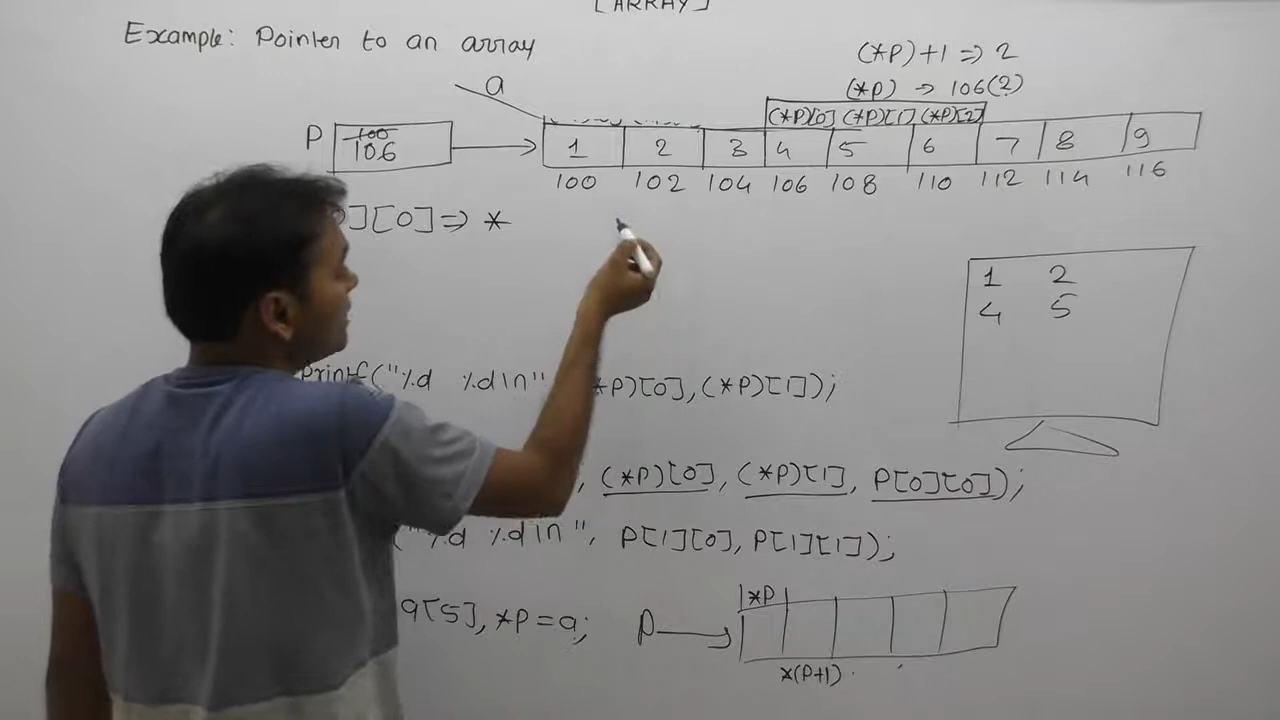 [ARRAY]
Example: Pointer to an array
(*P)+1 => 2
(*P) → 106(2)
a
(*P)[0] (*P)[1] (*P)[2]
P 100 106
1 2 3 4 5 6 7 8 9
100 102 104 106 108 110 112 114 116
][0] => *
1 2
4 5
Printf("%d %d\n" *P)[0],(*P)[1]);
, (*P)[0], (*P)[1], P[0][0]);
(" %d %d\n ", P[1][0], P[1][1]);
a[5], *P = a; P
*P
*(P+1)